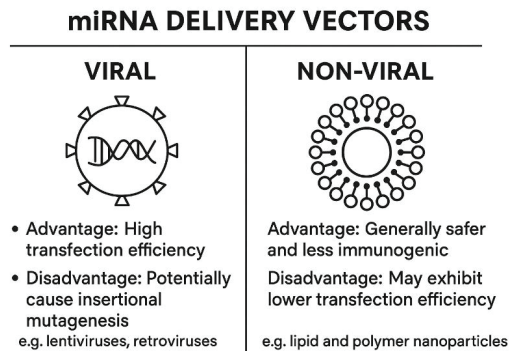 miRNA DELIVERY VECTORS
VIRAL
• Advantage: High
transfection efficiency
• Disadvantage: Potentially
cause insertional
mutagenesis
e.g. lentiviruses, retroviruses
NON-VIRAL
Advantage: Generally safer
and less immunogenic
Disadvantage: May exhibit
lower transfection efficiency
e.g. lipid and polymer nanoparticles